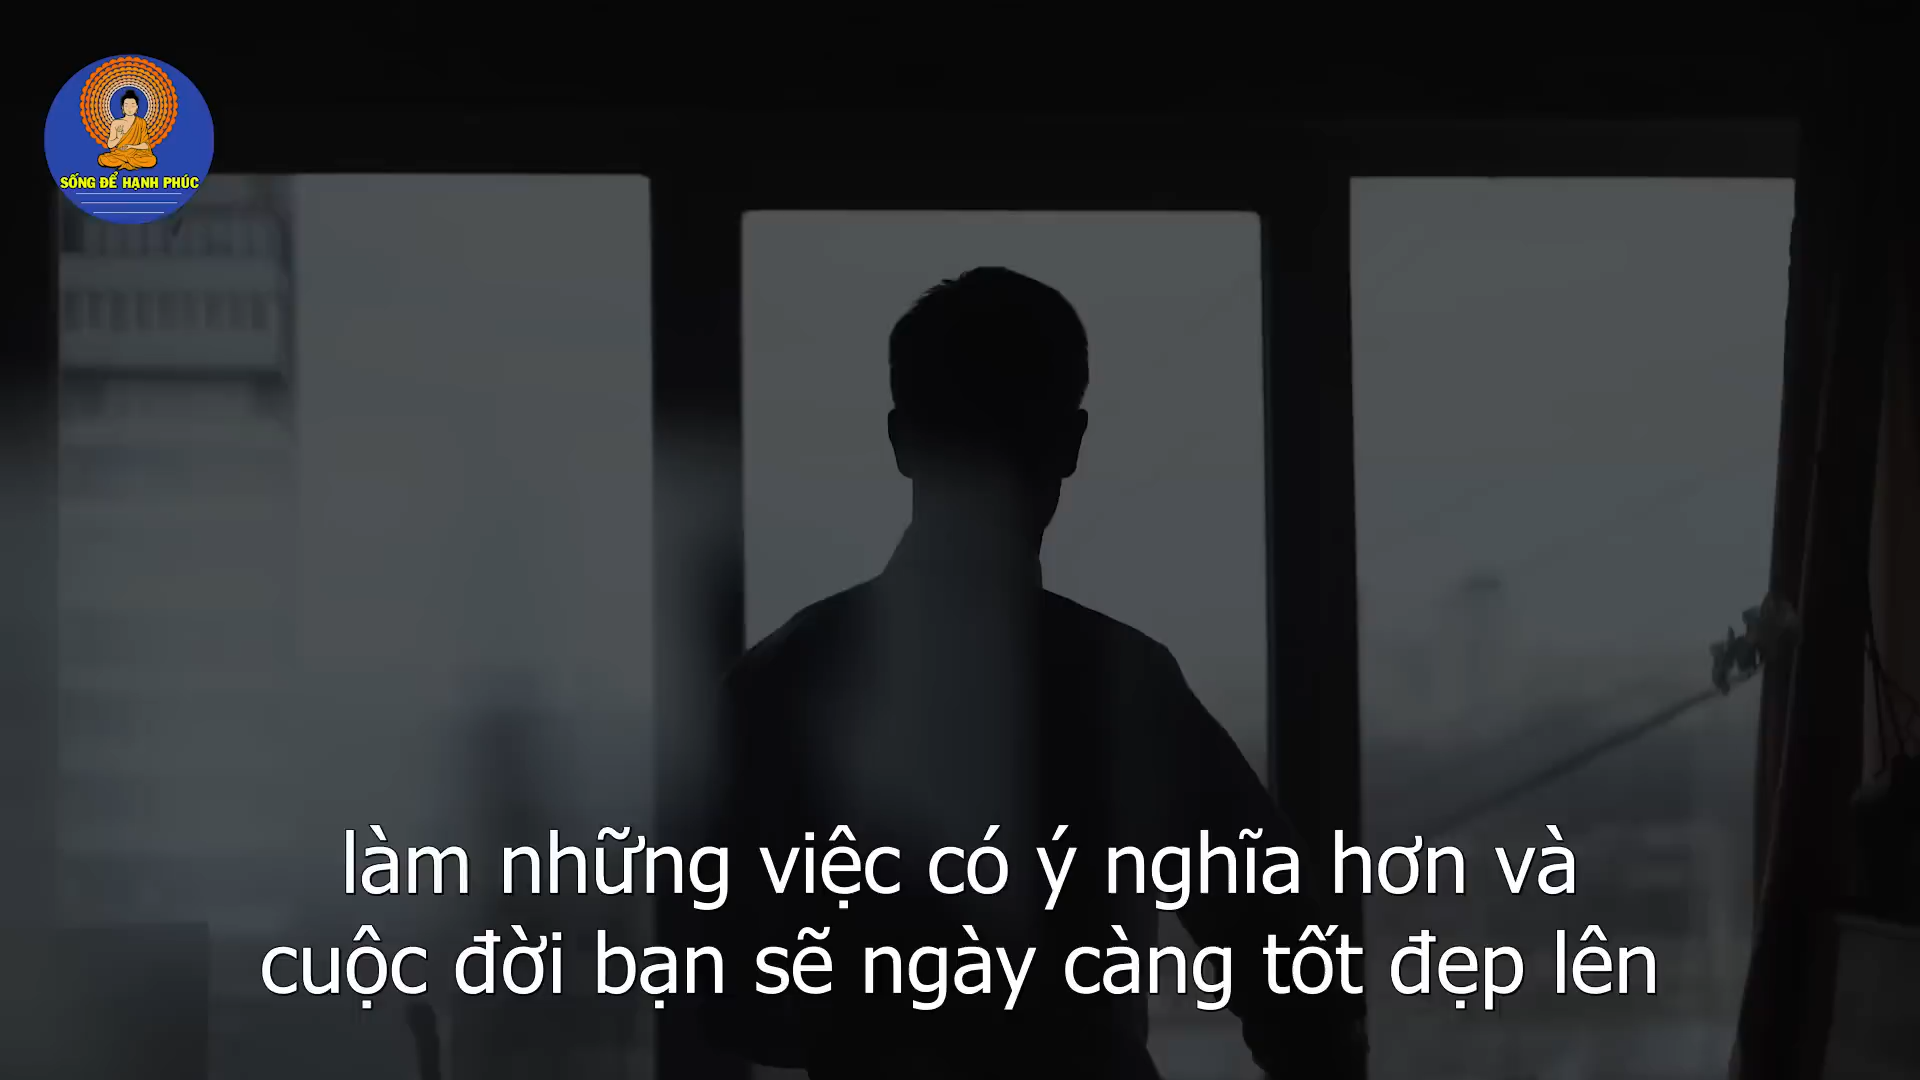 SỐNG ĐỂ HẠNH PHÚC
làm những việc có ý nghĩa hơn và
cuộc đời bạn sẽ ngày càng tốt đẹp lên